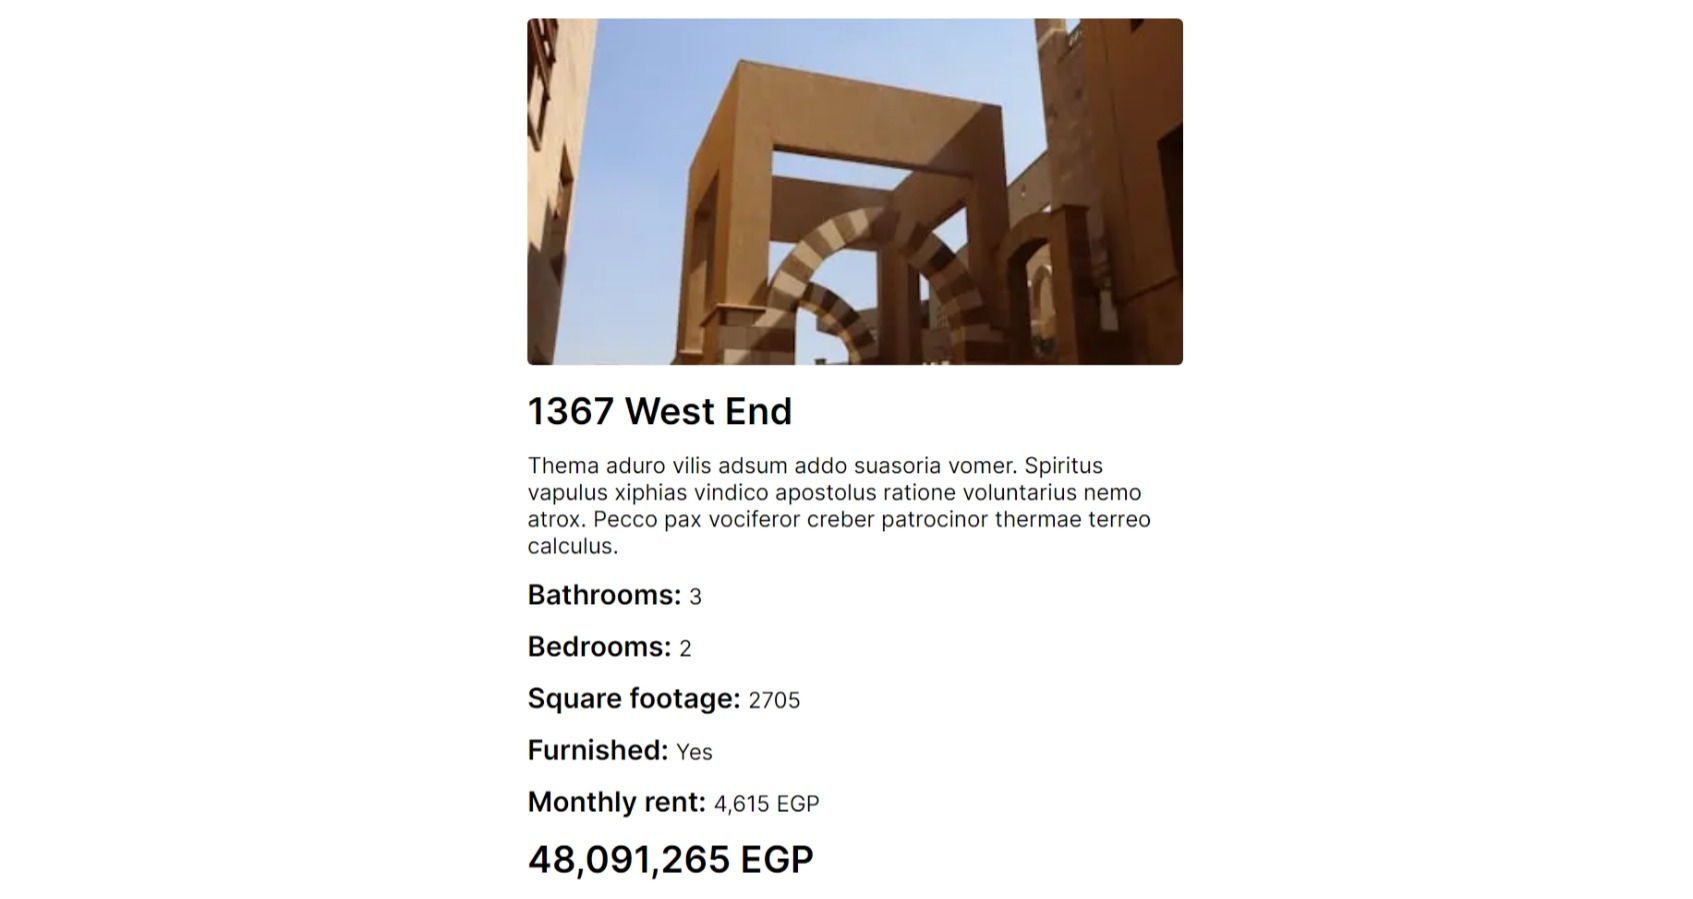 1367 West End
Thema aduro vilis adsum addo suasoria vomer. Spiritus
vapulus xiphias vindico apostolus ratione voluntarius nemo
atrox. Pecco pax vociferor creber patrocinor thermae terreo
calculus.
Bathrooms: 3
Bedrooms: 2
Square footage: 2705
Furnished: Yes
Monthly rent: 4,615 EGP
48,091,265 EGP